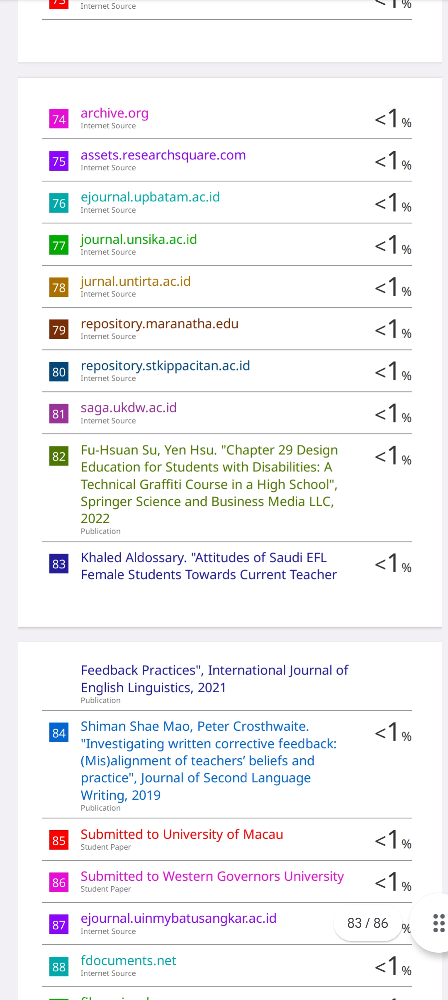 73
Internet Source
<1%
74
archive.org
<1%
Internet Source
75
assets.researchsquare.com
<1%
Internet Source
76
ejournal.upbatam.ac.id
<1%
Internet Source
77
journal.unsika.ac.id
<1%
Internet Source
78
jurnal.untirta.ac.id
<1%
Internet Source
79
repository.maranatha.edu
<1%
Internet Source
80
repository.stkippacitan.ac.id
<1%
Internet Source
81
saga.ukdw.ac.id
<1%
Internet Source
82
Fu-Hsuan Su, Yen Hsu. "Chapter 29 Design
<1%
Education for Students with Disabilities: A
Technical Graffiti Course in a High School",
Springer Science and Business Media LLC,
2022
Publication
83
Khaled Aldossary. "Attitudes of Saudi EFL
<1%
Female Students Towards Current Teacher
Feedback Practices", International Journal of
English Linguistics, 2021
Publication
84
Shiman Shae Mao, Peter Crosthwaite.
<1%
"Investigating written corrective feedback:
(Mis)alignment of teachers’ beliefs and
practice", Journal of Second Language
Writing, 2019
Publication
85
Submitted to University of Macau
<1%
Student Paper
86
Submitted to Western Governors University
<1%
Student Paper
87
ejournal.uinmybatusangkar.ac.id
83 / 86
%
Internet Source
88
fdocuments.net
<1%
Internet Source